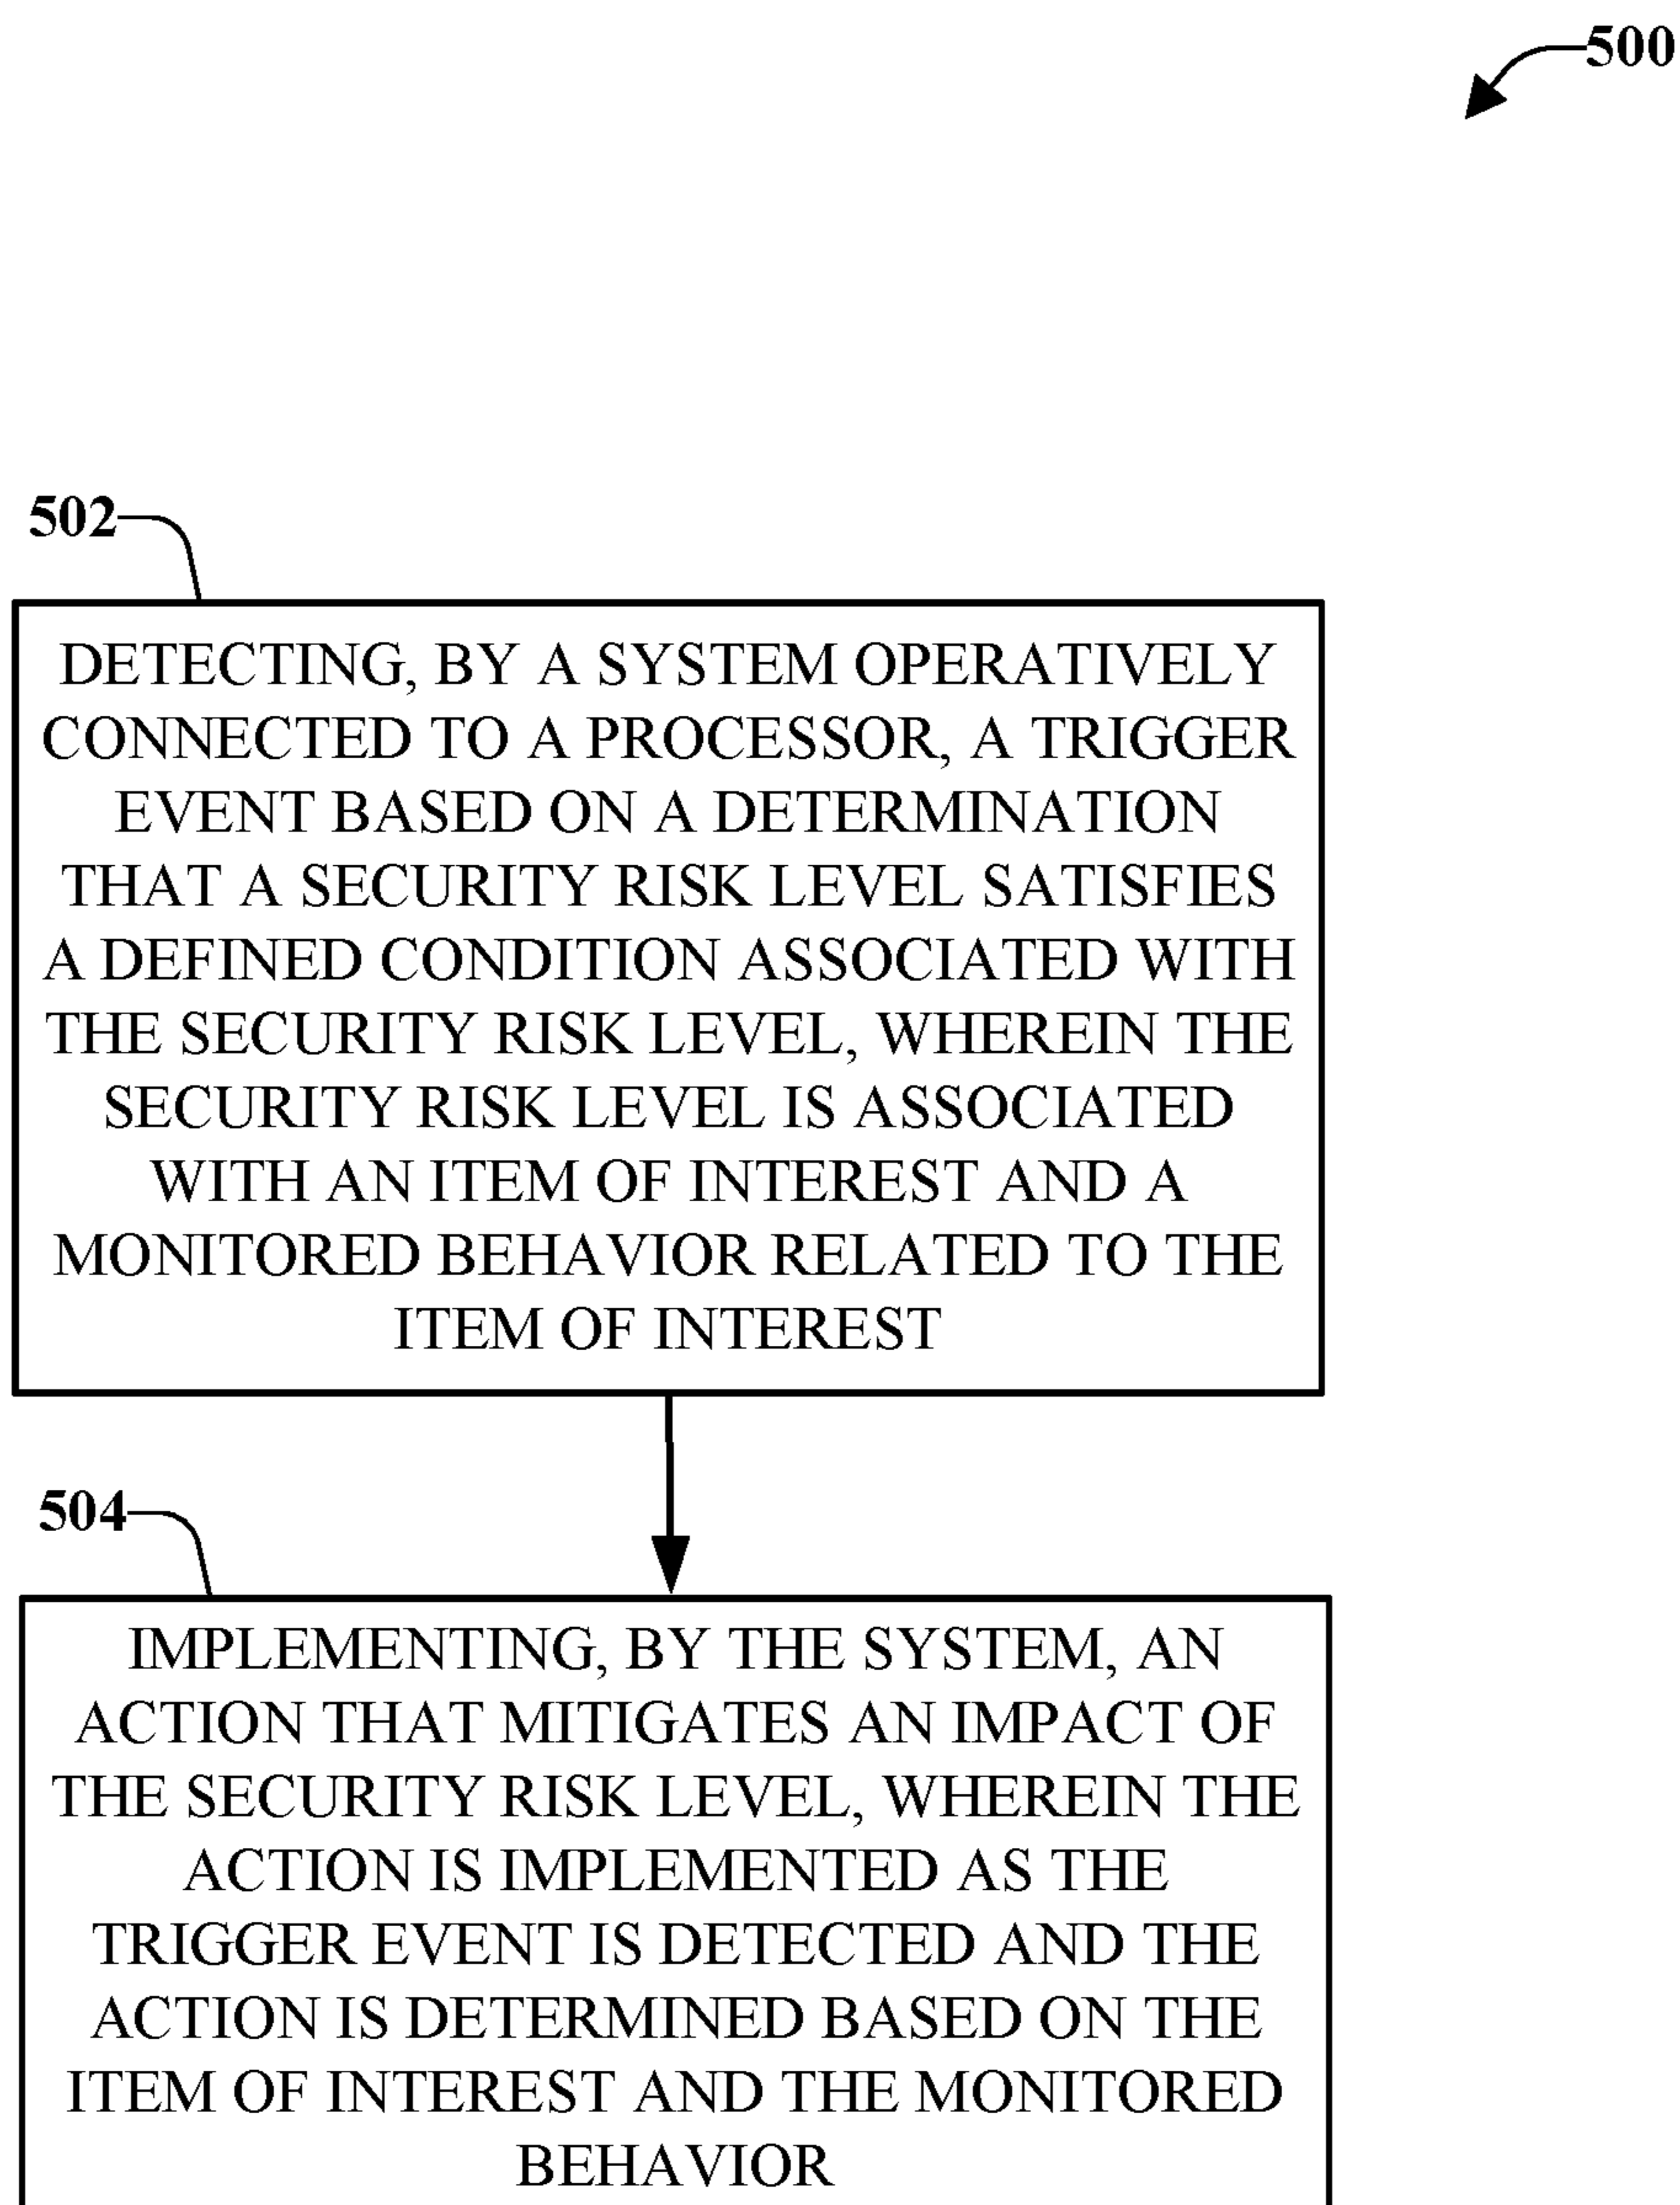 500
502
DETECTING, BY A SYSTEM OPERATIVELY
CONNECTED TO A PROCESSOR, A TRIGGER
EVENT BASED ON A DETERMINATION
THAT A SECURITY RISK LEVEL SATISFIES
A DEFINED CONDITION ASSOCIATED WITH
THE SECURITY RISK LEVEL, WHEREIN THE
SECURITY RISK LEVEL IS ASSOCIATED
WITH AN ITEM OF INTEREST AND A
MONITORED BEHAVIOR RELATED TO THE
ITEM OF INTEREST
504
IMPLEMENTING, BY THE SYSTEM, AN
ACTION THAT MITIGATES AN IMPACT OF
THE SECURITY RISK LEVEL, WHEREIN THE
ACTION IS IMPLEMENTED AS THE
TRIGGER EVENT IS DETECTED AND THE
ACTION IS DETERMINED BASED ON THE
ITEM OF INTEREST AND THE MONITORED
BEHAVIOR